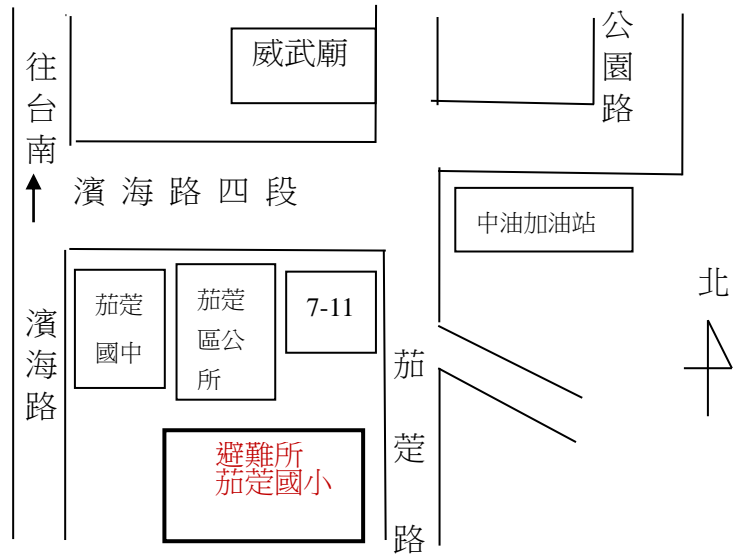 往台南
威武廟
公園路
濱海路四段
中油加油站
北
茄萣
國中
茄萣
區公
所
7-11
濱海路
茄萣路
避難所
茄萣國小